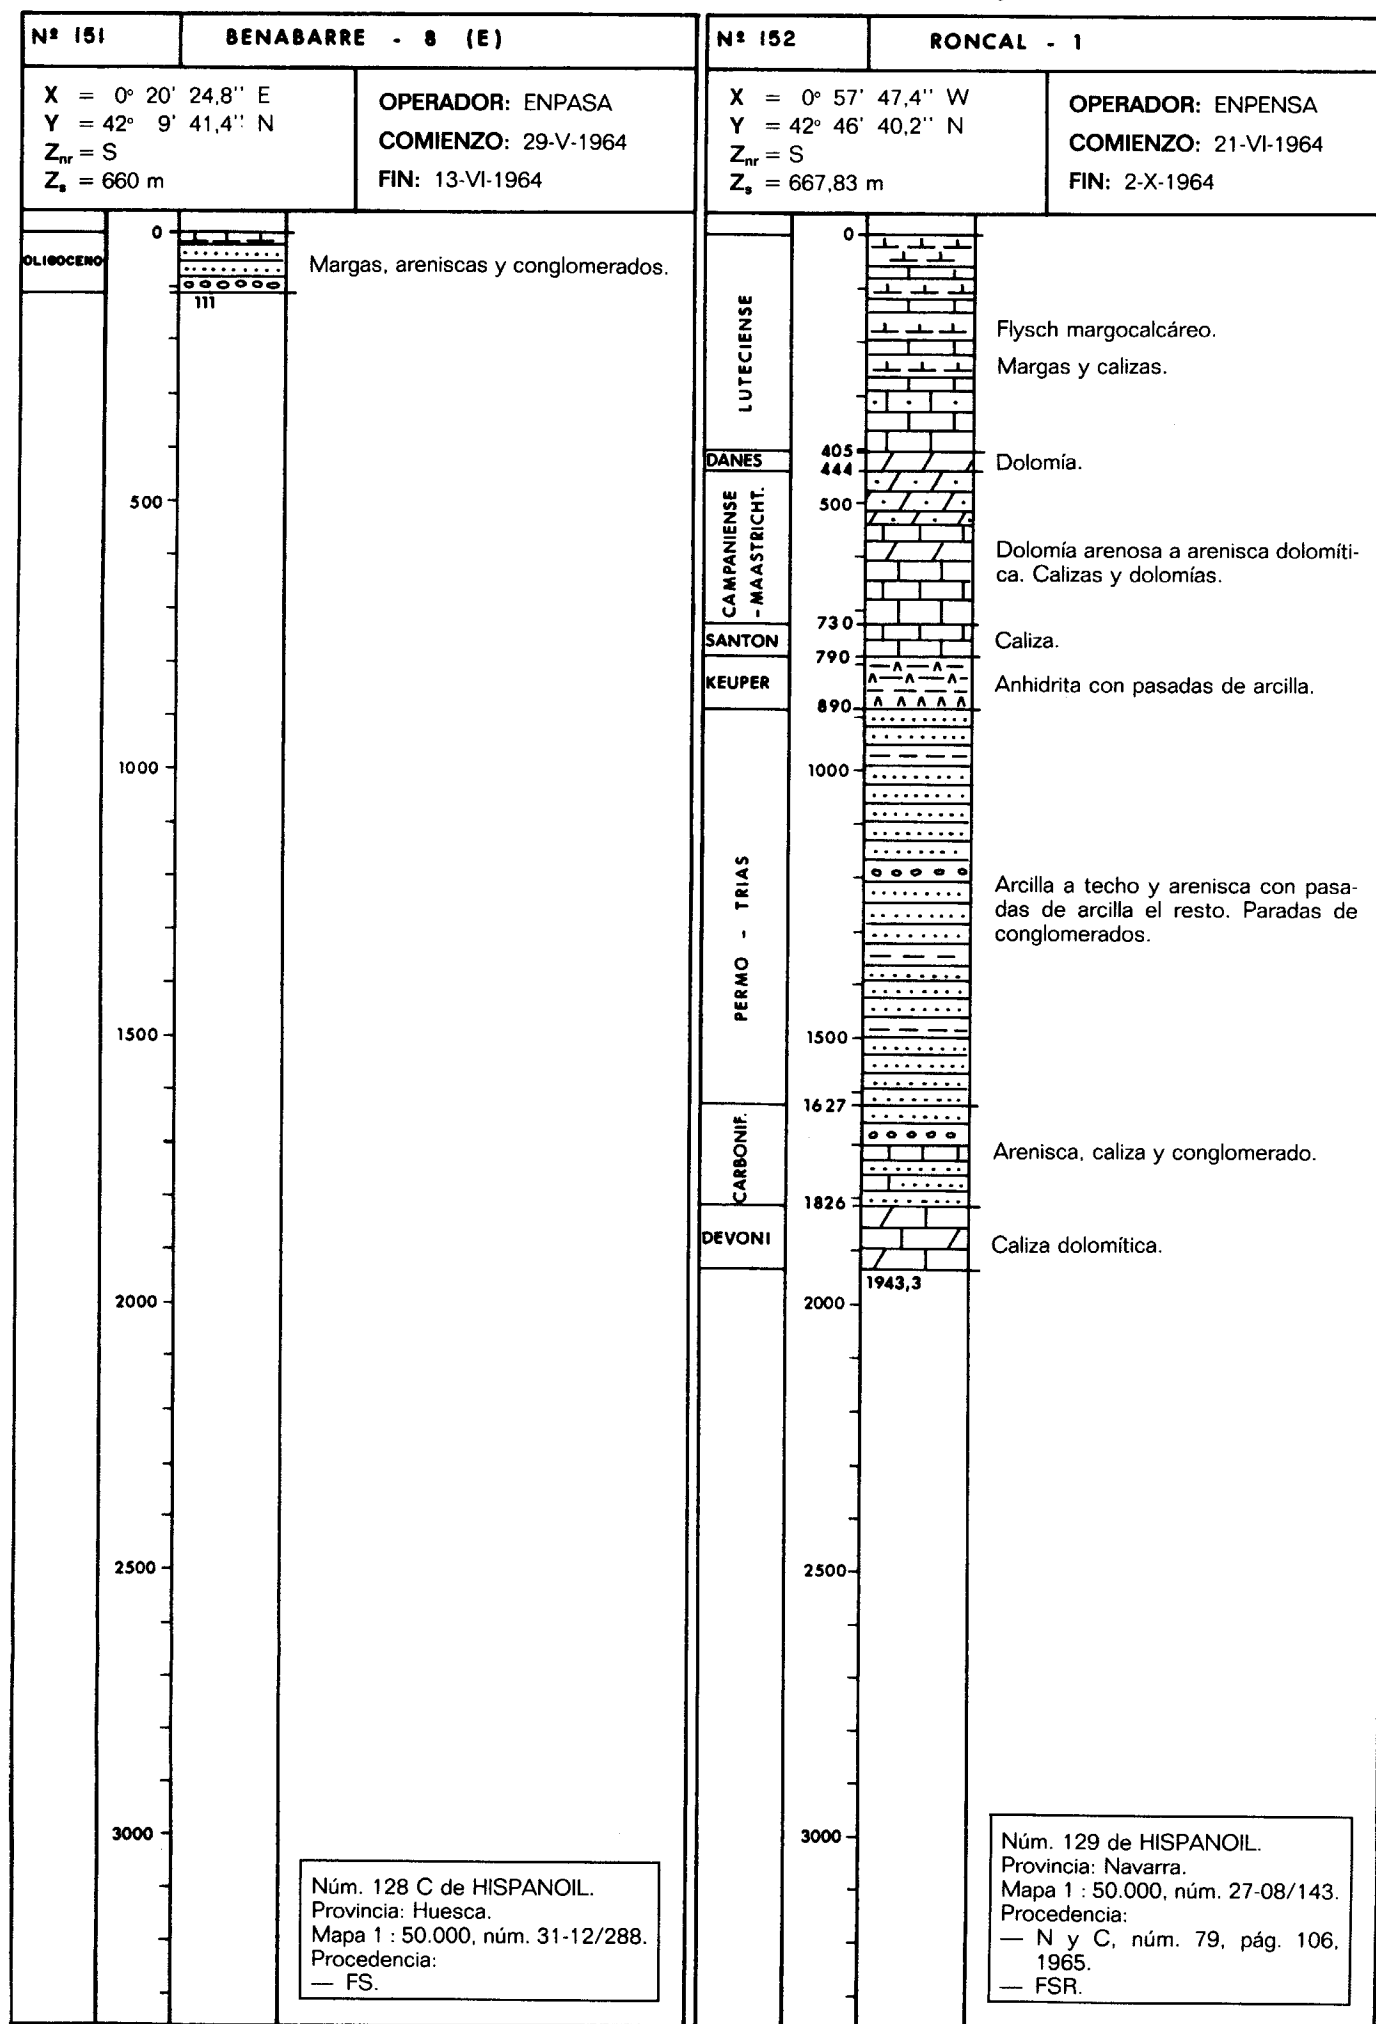 Nº 151
BENABARRE - 8 (E)
X = 0° 20' 24,8'' E
Y = 42° 9' 41,4'' N
Znr = S
Zs = 660 m
OPERADOR: ENPASA
COMIENZO: 29-V-1964
FIN: 13-VI-1964
OLIGOCENO
0
111
500
1000
1500
2000
2500
3000
Margas, areniscas y conglomerados.
Núm. 128 C de HISPANOIL.
Provincia: Huesca.
Mapa 1 : 50.000, núm. 31-12/288.
Procedencia:
— FS.
Nº 152
RONCAL - 1
X = 0° 57' 47,4'' W
Y = 42° 46' 40,2'' N
Znr = S
Zs = 667,83 m
OPERADOR: ENPENSA
COMIENZO: 21-VI-1964
FIN: 2-X-1964
LUTECIENSE
DANES
CAMPANIENSE
-MAASTRICHT.
SANTON
KEUPER
PERMO - TRIAS
CARBONIF.
DEVONI
0
405
444
500
730
790
890
1000
1500
1627
1826
1943,3
2000
2500
3000
Flysch margocalcáreo.
Margas y calizas.
Dolomía.
Dolomía arenosa a arenisca dolomíti-
ca. Calizas y dolomías.
Caliza.
Anhidrita con pasadas de arcilla.
Arcilla a techo y arenisca con pasa-
das de arcilla el resto. Paradas de
conglomerados.
Arenisca, caliza y conglomerado.
Caliza dolomítica.
Núm. 129 de HISPANOIL.
Provincia: Navarra.
Mapa 1 : 50.000, núm. 27-08/143.
Procedencia:
— N y C, núm. 79, pág. 106,
1965.
— FSR.